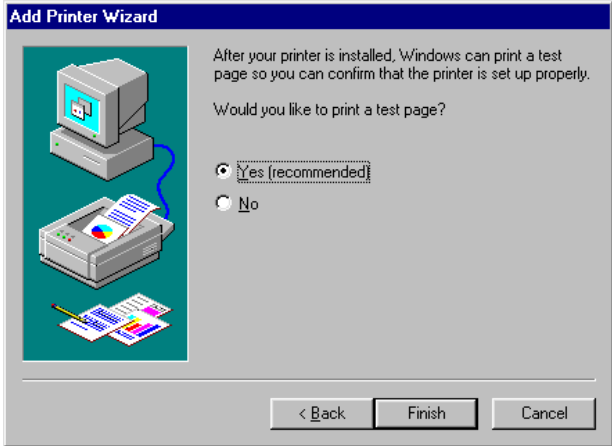 Add Printer Wizard
After your printer is installed, Windows can print a test
page so you can confirm that the printer is set up properly.
Would you like to print a test page?
Yes (recommended)
No
< Back
Finish
Cancel